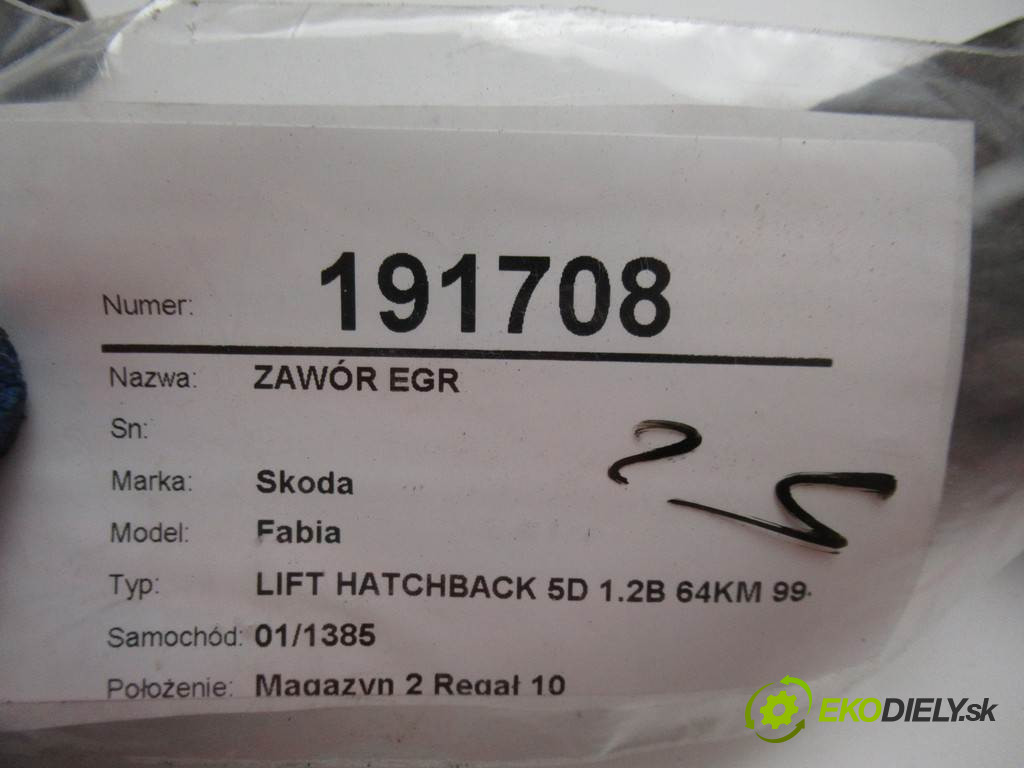 Numer: 191708
Nazwa: ZAWÓR EGR
Sn:
Marka: Skoda
Model: Fabia
Typ: LIFT HATCHBACK 5D 1.2B 64KM 99-
Samochód: 01/1385
Położenie: Magazyn 2 Regał 10
25
EKODIELY.sk